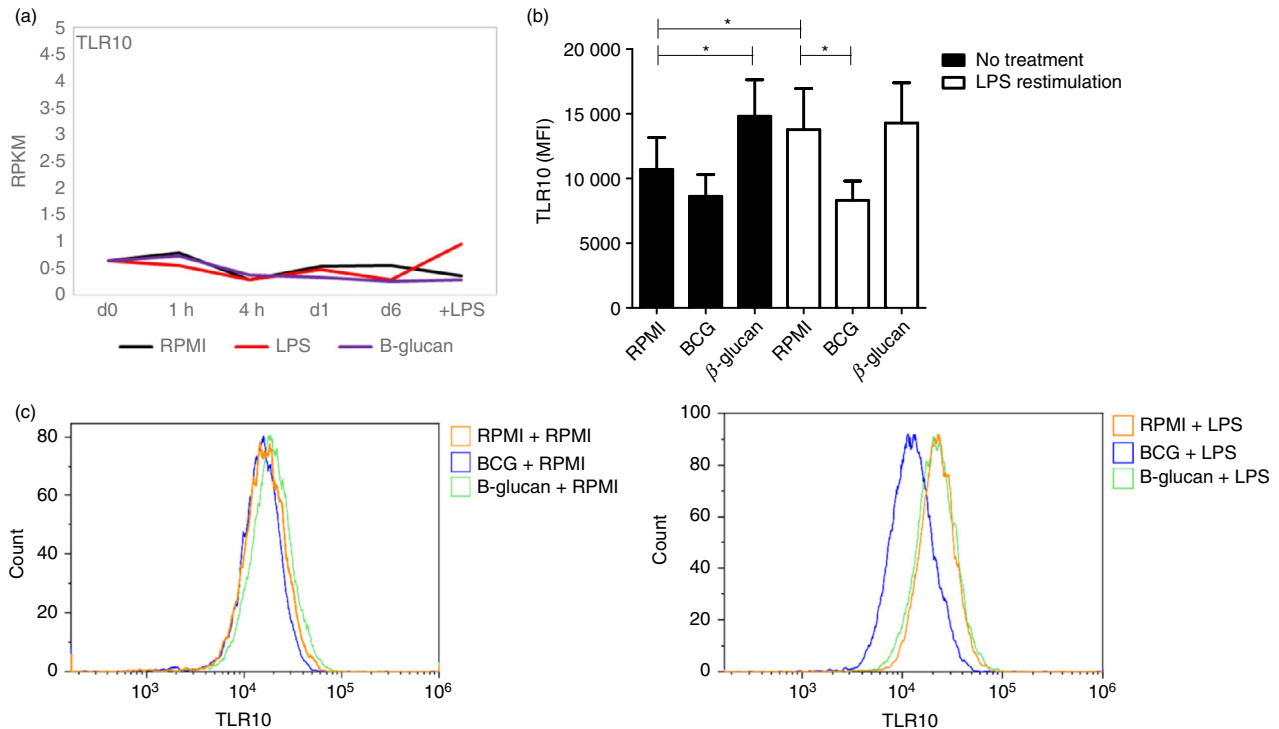 (a)
TLR10
RPKM
5
4·5
4
3·5
3
2·5
2
1·5
1
0·5
0
d0 1 h 4 h d1 d6 +LPS
RPMI LPS B-glucan
(b)
* 
* *
No treatment
LPS restimulation
TLR10 (MFI)
20 000
15 000
10 000
5000
0
RPMI BCG β-glucan RPMI BCG β-glucan
(c)
Count
80
60
40
20
0
10³ 10⁴ 10⁵ 10⁶
TLR10
RPMI + RPMI
BCG + RPMI
B-glucan + RPMI
Count
100
80
60
40
20
0
10³ 10⁴ 10⁵ 10⁶
TLR10
RPMI + LPS
BCG + LPS
B-glucan + LPS